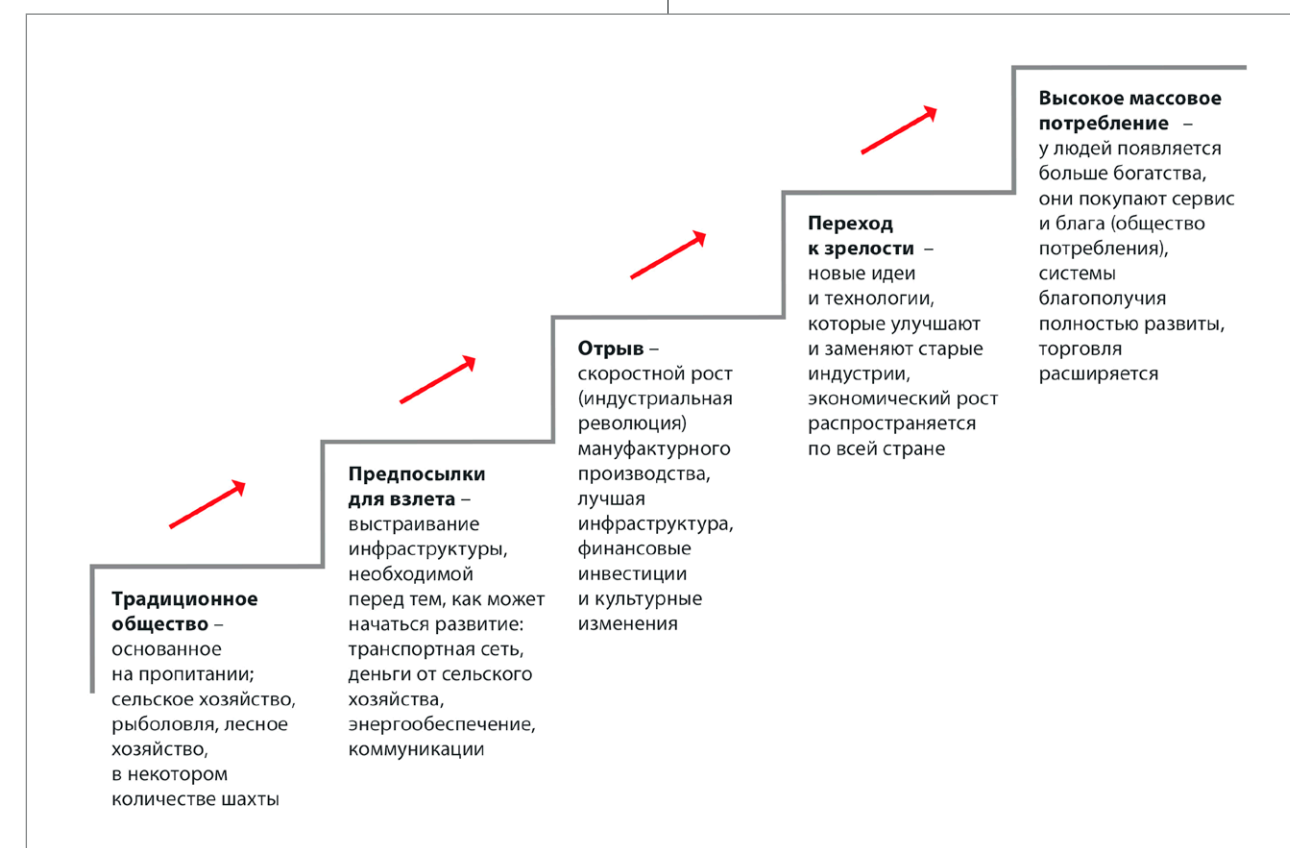 Традиционное
общество –
основанное
на пропитании;
сельское хозяйство,
рыболовля, лесное
хозяйство,
в некотором
количестве шахты
Предпосылки
для взлета –
выстраивание
инфраструктуры,
необходимой
перед тем, как может
начаться развитие:
транспортная сеть,
деньги от сельского
хозяйства,
энергообеспечение,
коммуникации
Отрыв –
скоростной рост
(индустриальная
революция)
мануфактурного
производства,
лучшая
инфраструктура,
финансовые
инвестиции
и культурные
изменения
Переход
к зрелости –
новые идеи
и технологии,
которые улучшают
и заменяют старые
индустрии,
экономический рост
распространяется
по всей стране
Высокое массовое
потребление –
у людей появляется
больше богатства,
они покупают сервис
и блага (общество
потребления),
системы
благополучия
полностью развиты,
торговля
расширяется